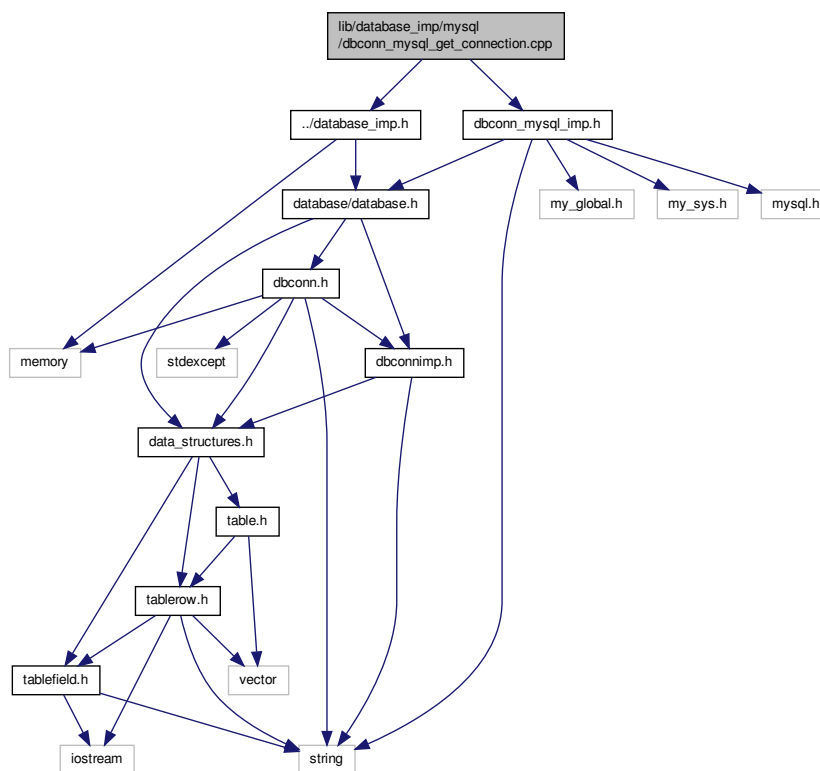 lib/database_imp/mysql
/dbconn_mysql_get_connection.cpp
../database_imp.h
dbconn_mysql_imp.h
database/database.h
my_global.h
my_sys.h
mysql.h
dbconn.h
memory
stdexcept
dbconnimp.h
data_structures.h
table.h
tablerow.h
tablefield.h
vector
iostream
string